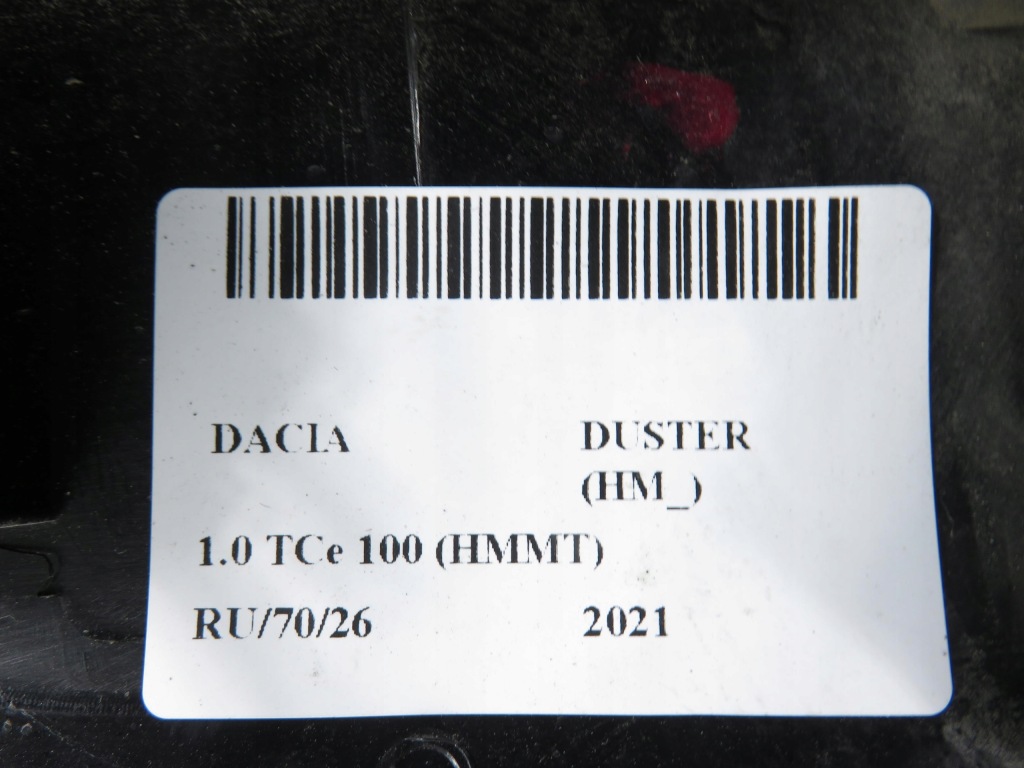 DACIA DUSTER
(HM_)
1.0 TCe 100 (HMMT)
RU/70/26 2021